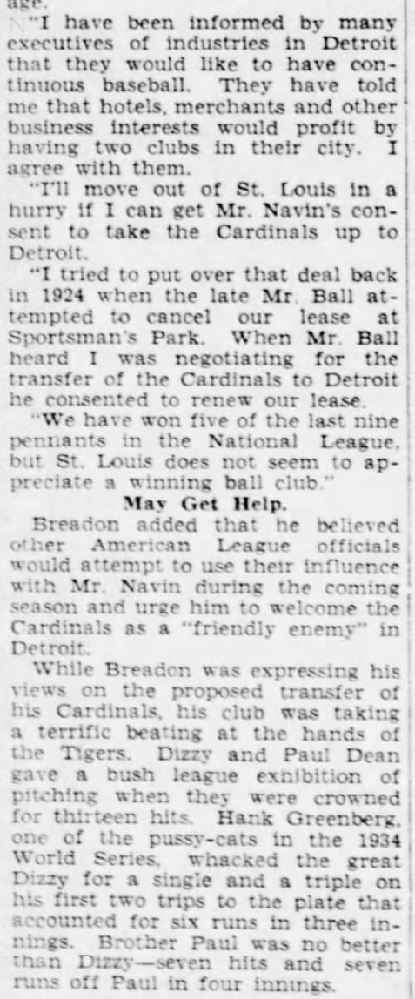 age.
"I have been informed by many
executives of industries in Detroit
that they would like to have con-
tinuous baseball. They have told
me that hotels, merchants and other
business interests would profit by
having two clubs in their city. I
agree with them.
"I'll move out of St. Louis in a
hurry if I can get Mr. Navin's con-
sent to take the Cardinals up to
Detroit.
"I tried to put over that deal back
in 1924 when the late Mr. Ball at-
tempted to cancel our lease at
Sportsman's Park. When Mr. Ball
heard I was negotiating for the
transfer of the Cardinals to Detroit
he consented to renew our lease.
"We have won five of the last nine
pennants in the National League,
but St. Louis does not seem to ap-
preciate a winning ball club."
May Get Help.
Breadon added that he believed
other American League officials
would attempt to use their influence
with Mr. Navin during the coming
season and urge him to welcome the
Cardinals as a "friendly enemy" in
Detroit.
While Breadon was expressing his
views on the proposed transfer of
his Cardinals, his club was taking
a terrific beating at the hands of
the Tigers. Dizzy and Paul Dean
gave a bush league exhibition of
pitching when they were crowned
for thirteen hits. Hank Greenberg,
one of the pussy-cats in the 1934
World Series, whacked the great
Dizzy for a single and a triple on
his first two trips to the plate that
accounted for six runs in three in-
nings. Brother Paul was no better
than Dizzy—seven hits and seven
runs off Paul in four innings.